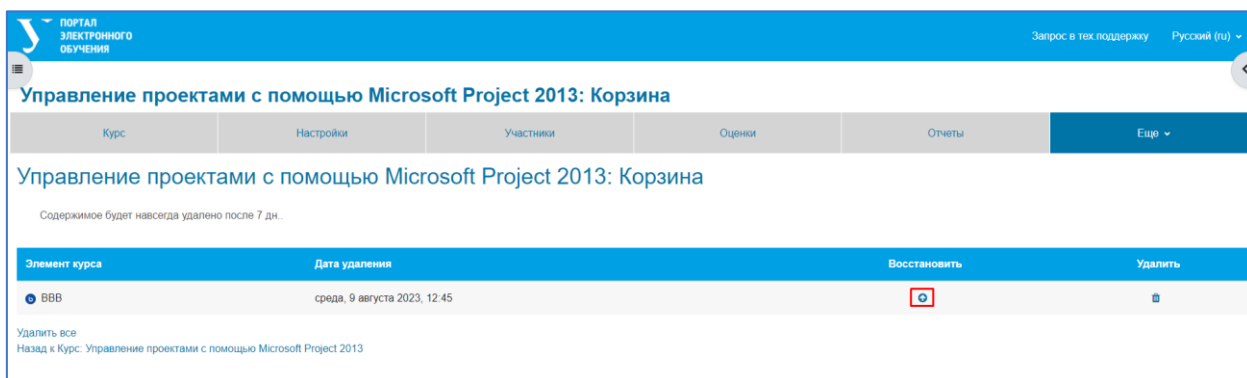 ПОРТАЛ
ЭЛЕКТРОННОГО
ОБУЧЕНИЯ
Запрос в тех.поддержку Русский (ru)
Управление проектами с помощью Microsoft Project 2013: Корзина
Курс Настройки Участники Оценки Отчеты Еще
Управление проектами с помощью Microsoft Project 2013: Корзина
Содержимое будет навсегда удалено после 7 дн..
Элемент курса Дата удаления Восстановить Удалить
BBB среда, 9 августа 2023, 12:45
Удалить все
Назад к Курс: Управление проектами с помощью Microsoft Project 2013